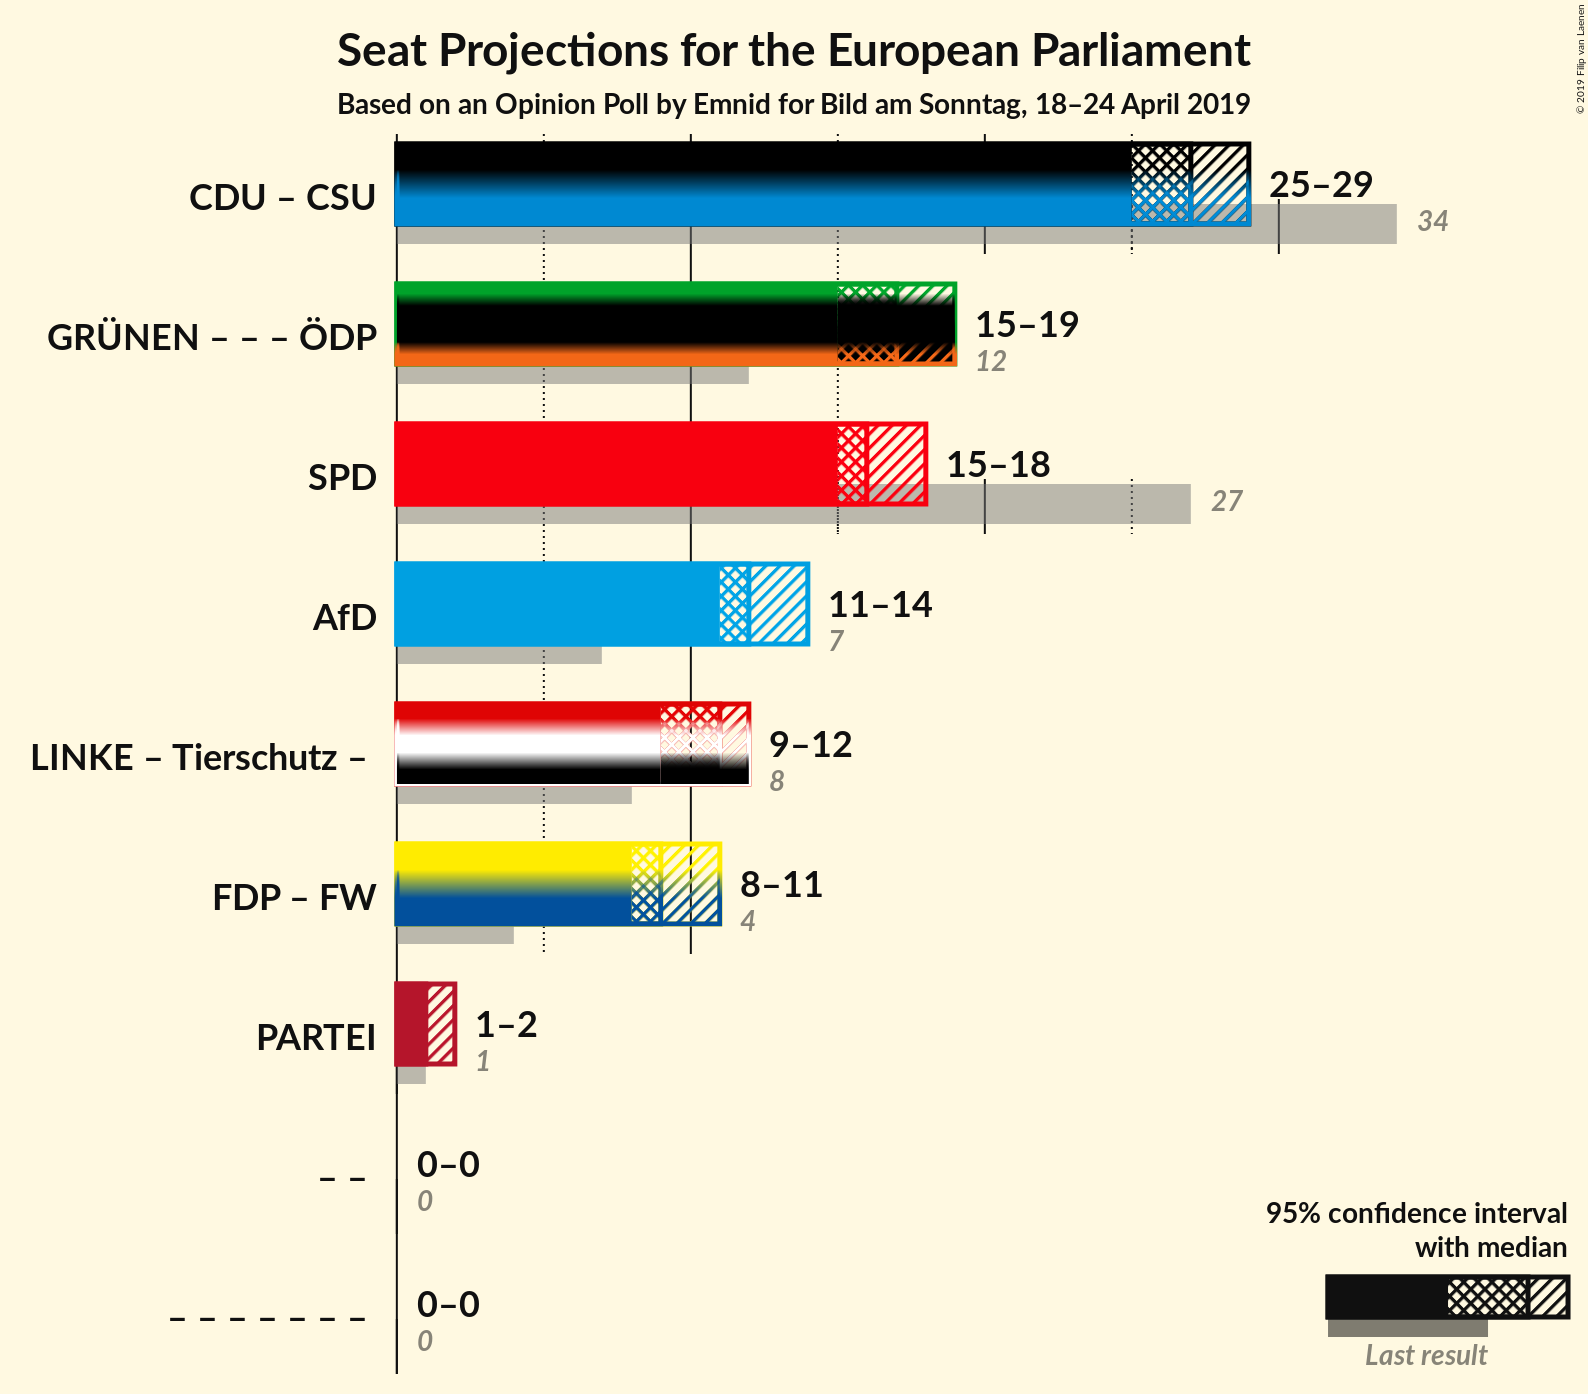 Seat Projections for the European Parliament
Based on an Opinion Poll by Emnid for Bild am Sonntag, 18–24 April 2019
© 2019 Filip van Laenen
CDU – CSU
25–29
34
GRÜNEN – – – ÖDP
15–19
12
SPD
15–18
27
AfD
11–14
7
LINKE – Tierschutz –
9–12
8
FDP – FW
8–11
4
PARTEI
1–2
1
– –
0–0
0
– – – – – – –
0–0
0
95% confidence interval
with median
Last result